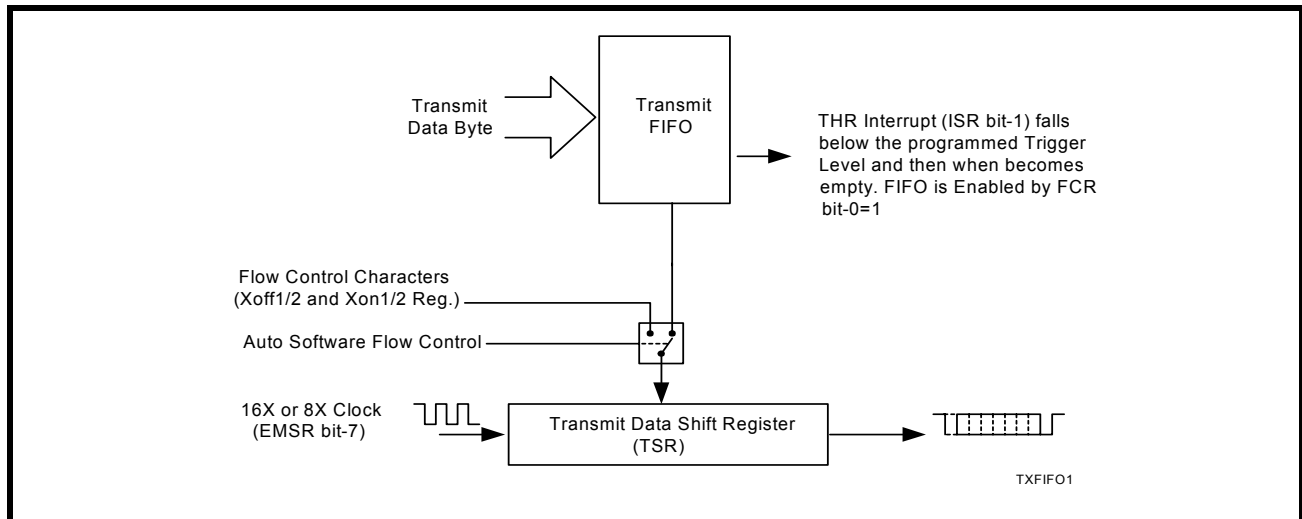 Transmit
Data Byte
Transmit
FIFO
THR Interrupt (ISR bit-1) falls
below the programmed Trigger
Level and then when becomes
empty. FIFO is Enabled by FCR
bit-0=1
Flow Control Characters
(Xoff1/2 and Xon1/2 Reg.)
Auto Software Flow Control
16X or 8X Clock
(EMSR bit-7)
Transmit Data Shift Register
(TSR)
TXFIFO1